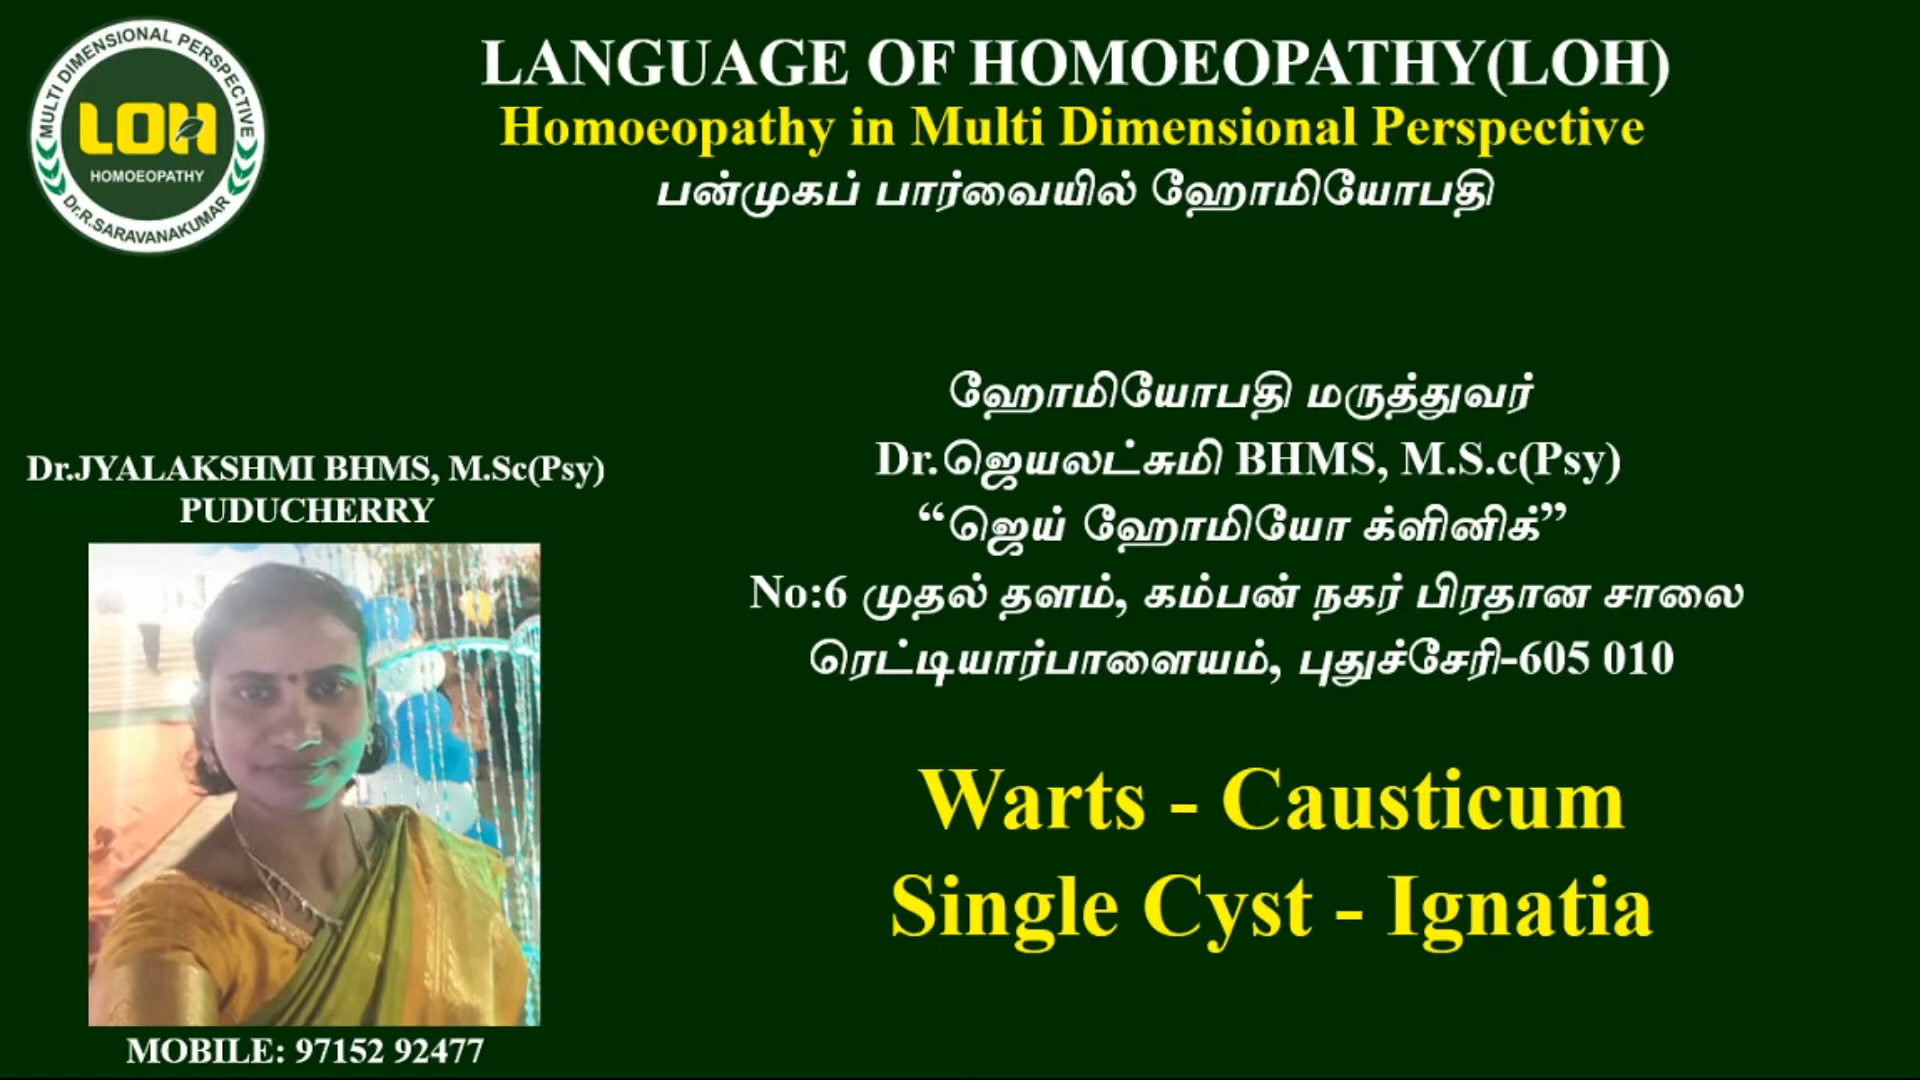 MULTI DIMENSIONAL PERSPECTIVE
LOH
HOMOEOPATHY
Dr.R.SARAVANAKUMAR
LANGUAGE OF HOMOEOPATHY(LOH)
Homoeopathy in Multi Dimensional Perspective
பன்முகப் பார்வையில் ஹோமியோபதி
Dr.JYALAKSHMI BHMS, M.Sc(Psy)
PUDUCHERRY
MOBILE: 97152 92477
ஹோமியோபதி மருத்துவர்
Dr.ஜெயலட்சுமி BHMS, M.S.c(Psy)
“ஜெய் ஹோமியோ க்ளினிக்”
No:6 முதல் தளம், கம்பன் நகர் பிரதான சாலை
ரெட்டியார்பாளையம், புதுச்சேரி-605 010
Warts - Causticum
Single Cyst - Ignatia